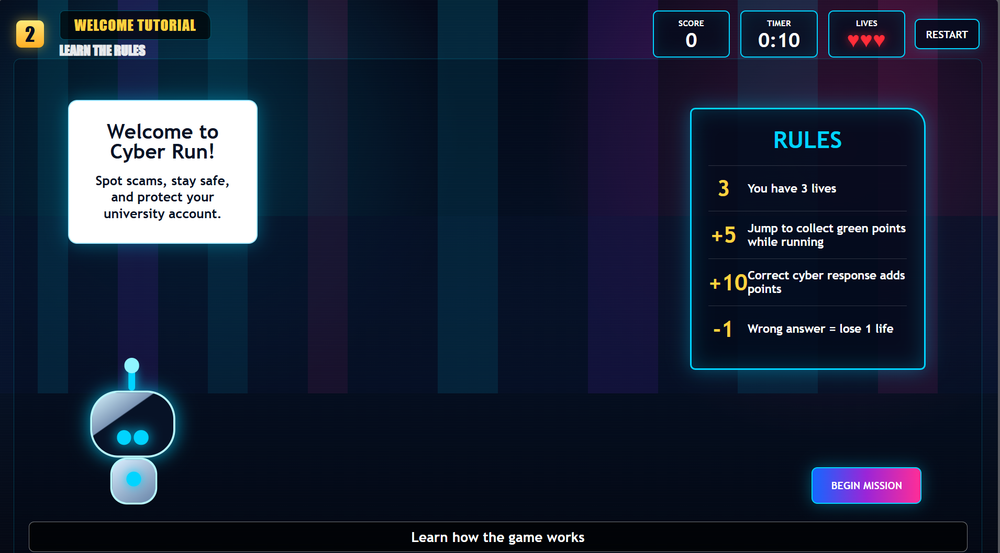 2
WELCOME TUTORIAL
LEARN THE RULES
SCORE
0
TIMER
0:10
LIVES
♥♥♥
RESTART
Welcome to
Cyber Run!
Spot scams, stay safe,
and protect your
university account.
RULES
3 You have 3 lives
+5 Jump to collect green points
while running
+10 Correct cyber response adds
points
-1 Wrong answer = lose 1 life
BEGIN MISSION
Learn how the game works